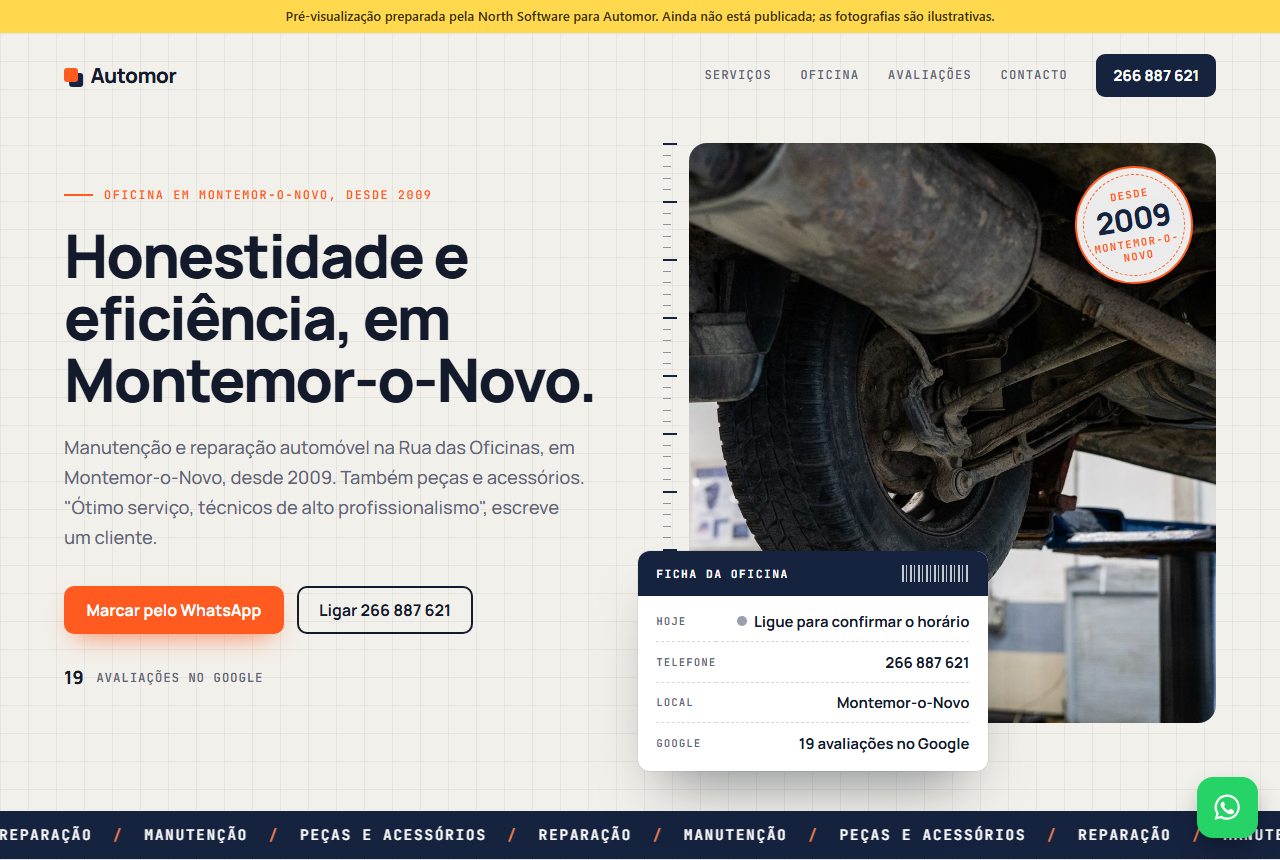 Pré-visualização preparada pela North Software para Automor. Ainda não está publicada; as fotografias são ilustrativas.
Automor
SERVIÇOS
OFICINA
AVALIAÇÕES
CONTACTO
266 887 621
OFICINA EM MONTEMOR-O-NOVO, DESDE 2009
Honestidade e
eficiência, em
Montemor-o-Novo.
Manutenção e reparação automóvel na Rua das Oficinas, em
Montemor-o-Novo, desde 2009. Também peças e acessórios.
"Ótimo serviço, técnicos de alto profissionalismo", escreve
um cliente.
Marcar pelo WhatsApp
Ligar 266 887 621
19 AVALIAÇÕES NO GOOGLE
DESDE
2009
MONTEMOR-O-
NOVO
FICHA DA OFICINA
HOJE Ligue para confirmar o horário
TELEFONE 266 887 621
LOCAL Montemor-o-Novo
GOOGLE 19 avaliações no Google
REPARAÇÃO / MANUTENÇÃO / PEÇAS E ACESSÓRIOS / REPARAÇÃO / MANUTENÇÃO / PEÇAS E ACESSÓRIOS / REPARAÇÃO /